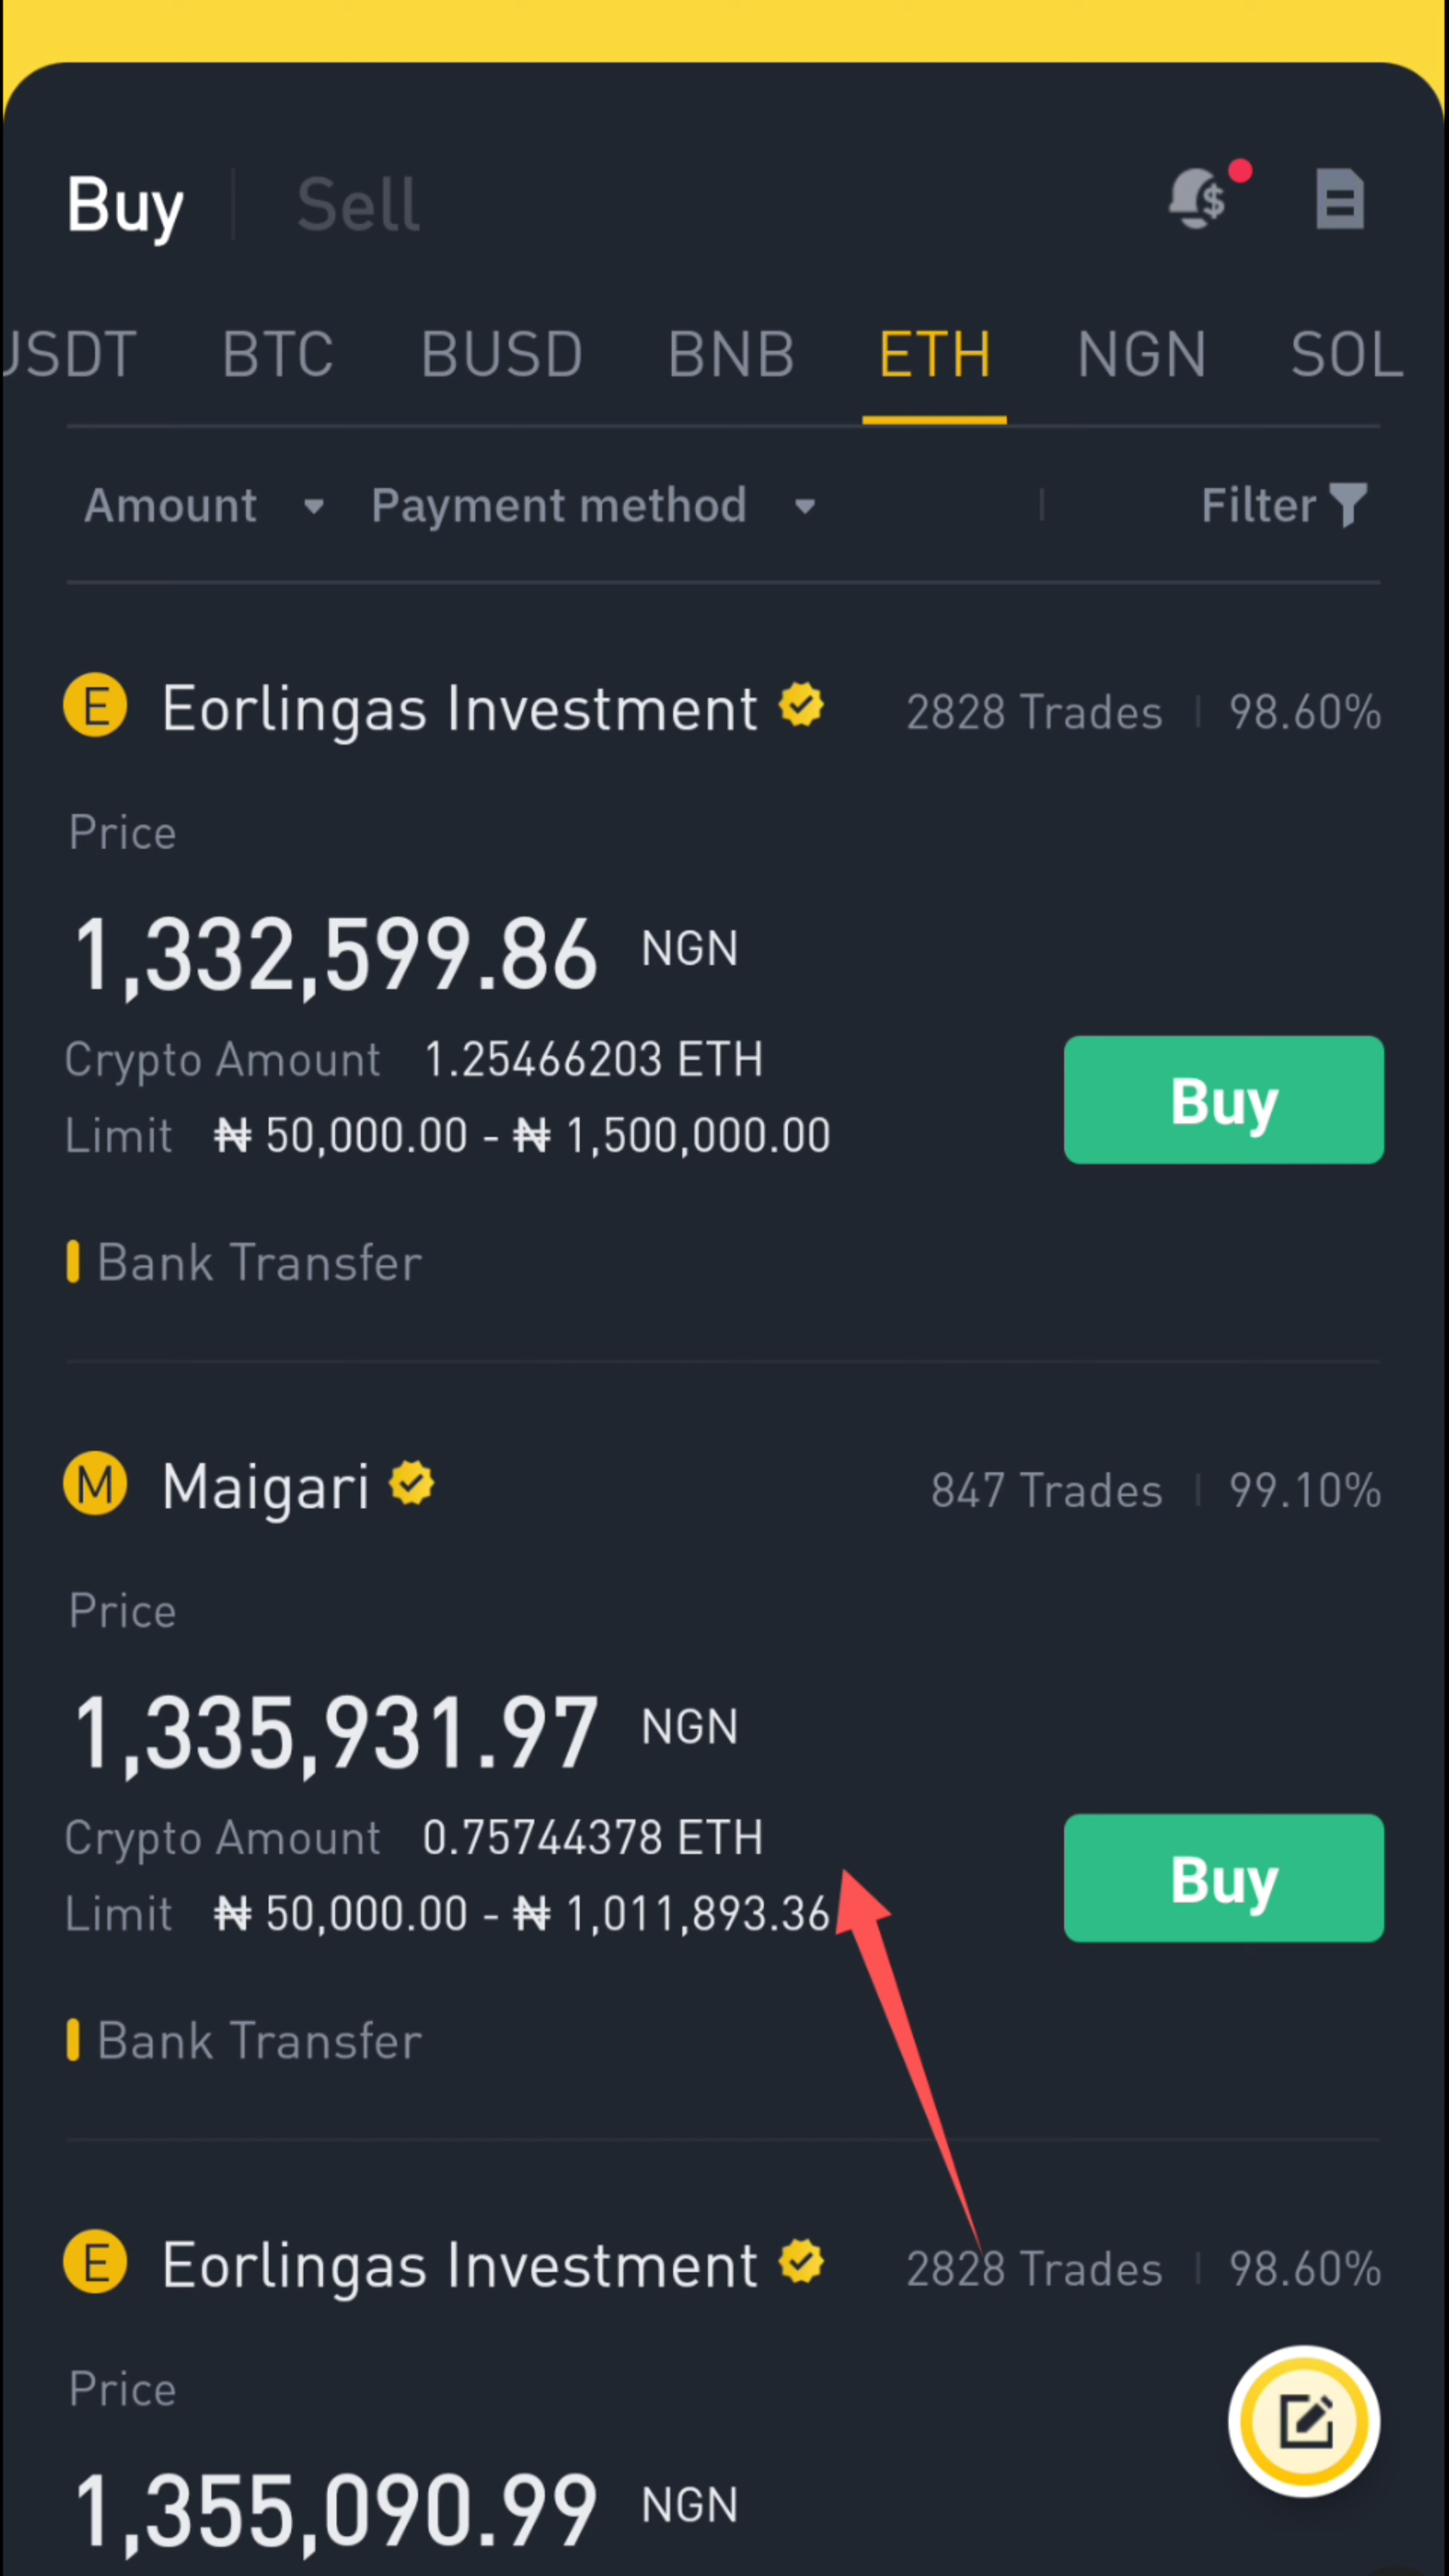 Buy Sell
USDT BTC BUSD BNB ETH NGN SOL
Amount Payment method Filter
E Eorlingas Investment 2828 Trades 98.60%
Price
1,332,599.86 NGN
Crypto Amount 1.25466203 ETH
Limit ₦ 50,000.00 - ₦ 1,500,000.00
Buy
Bank Transfer
M Maigari 847 Trades 99.10%
Price
1,335,931.97 NGN
Crypto Amount 0.75744378 ETH
Limit ₦ 50,000.00 - ₦ 1,011,893.36
Buy
Bank Transfer
E Eorlingas Investment 2828 Trades 98.60%
Price
1,355,090.99 NGN